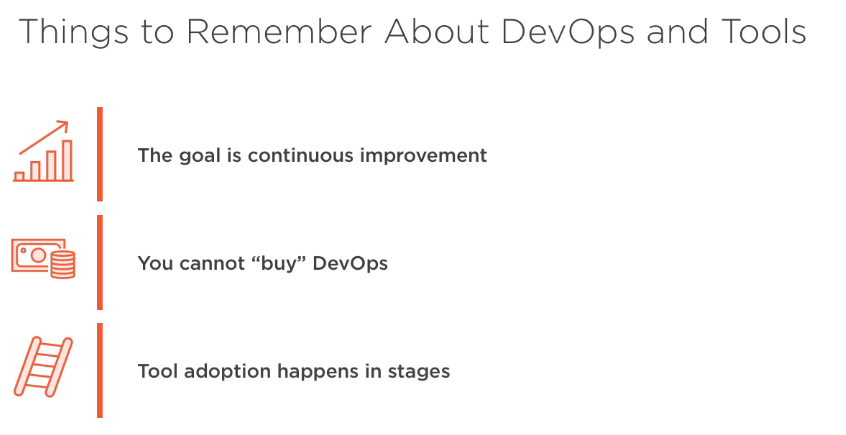 Things to Remember About DevOps and Tools
The goal is continuous improvement
You cannot “buy” DevOps
Tool adoption happens in stages